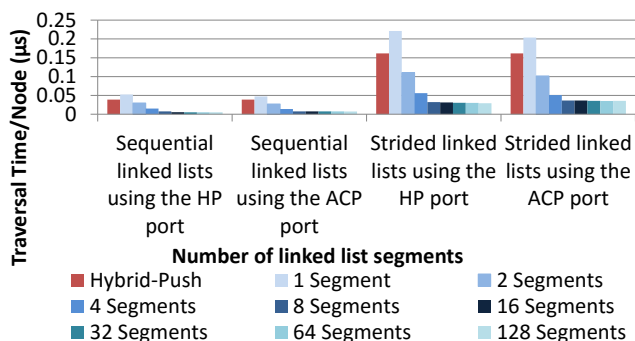 Traversal Time/Node (µs)
0.25
0.2
0.15
0.1
0.05
0
Sequential linked lists using the HP port
Sequential linked lists using the ACP port
Strided linked lists using the HP port
Strided linked lists using the ACP port
Number of linked list segments
Hybrid-Push 1 Segment 2 Segments
4 Segments 8 Segments 16 Segments
32 Segments 64 Segments 128 Segments